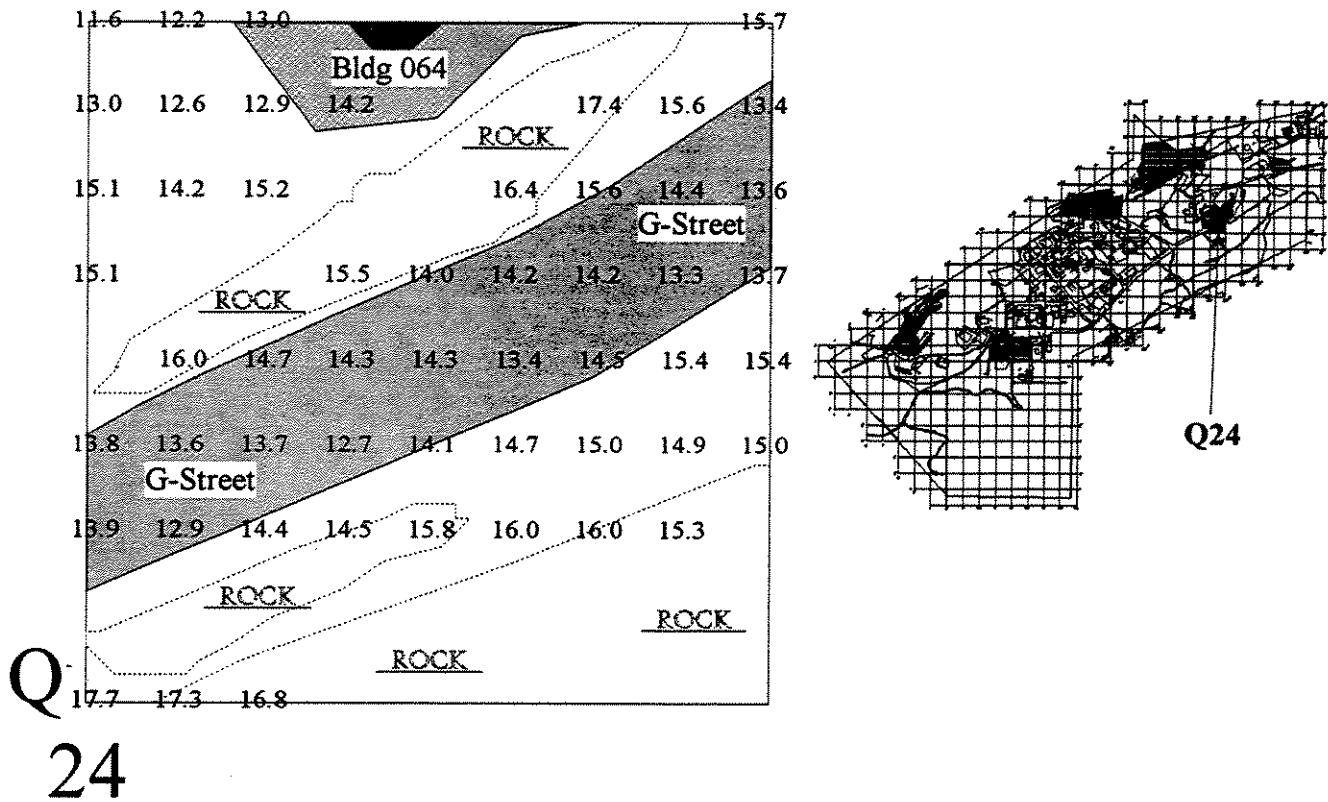 11.6 12.2 13.0 15.7
Bldg 064
13.0 12.6 12.9 14.2 17.4 15.6 13.4
ROCK
15.1 14.2 15.2 16.4 15.6 14.4 13.6
G-Street
15.1 15.5 14.0 14.2 14.2 13.3 13.7
ROCK
16.0 14.7 14.3 14.3 13.4 14.5 15.4 15.4
13.8 13.6 13.7 12.7 14.1 14.7 15.0 14.9 15.0
Q24
G-Street
13.9 12.9 14.4 14.5 15.8 16.0 16.0 15.3
ROCK
ROCK
ROCK
Q
17.7 17.3 16.8
24